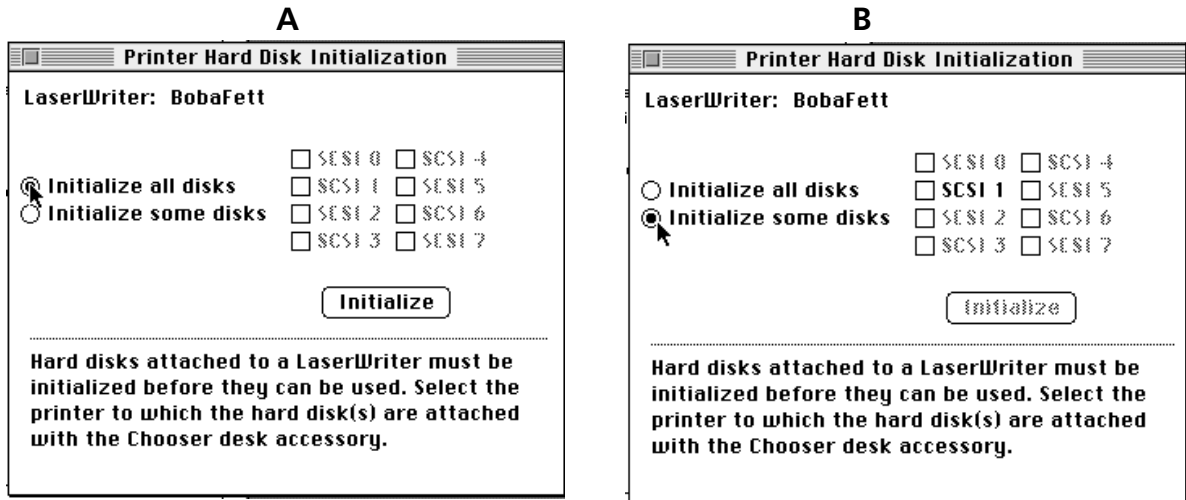 A
Printer Hard Disk Initialization
LaserWriter: BobaFett
SCSI 0 SCSI 4
Initialize all disks SCSI 1 SCSI 5
Initialize some disks SCSI 2 SCSI 6
SCSI 3 SCSI 7
Initialize
Hard disks attached to a LaserWriter must be
initialized before they can be used. Select the
printer to which the hard disk(s) are attached
with the Chooser desk accessory.
B
Printer Hard Disk Initialization
LaserWriter: BobaFett
SCSI 0 SCSI 4
Initialize all disks SCSI 1 SCSI 5
Initialize some disks SCSI 2 SCSI 6
SCSI 3 SCSI 7
Initialize
Hard disks attached to a LaserWriter must be
initialized before they can be used. Select the
printer to which the hard disk(s) are attached
with the Chooser desk accessory.